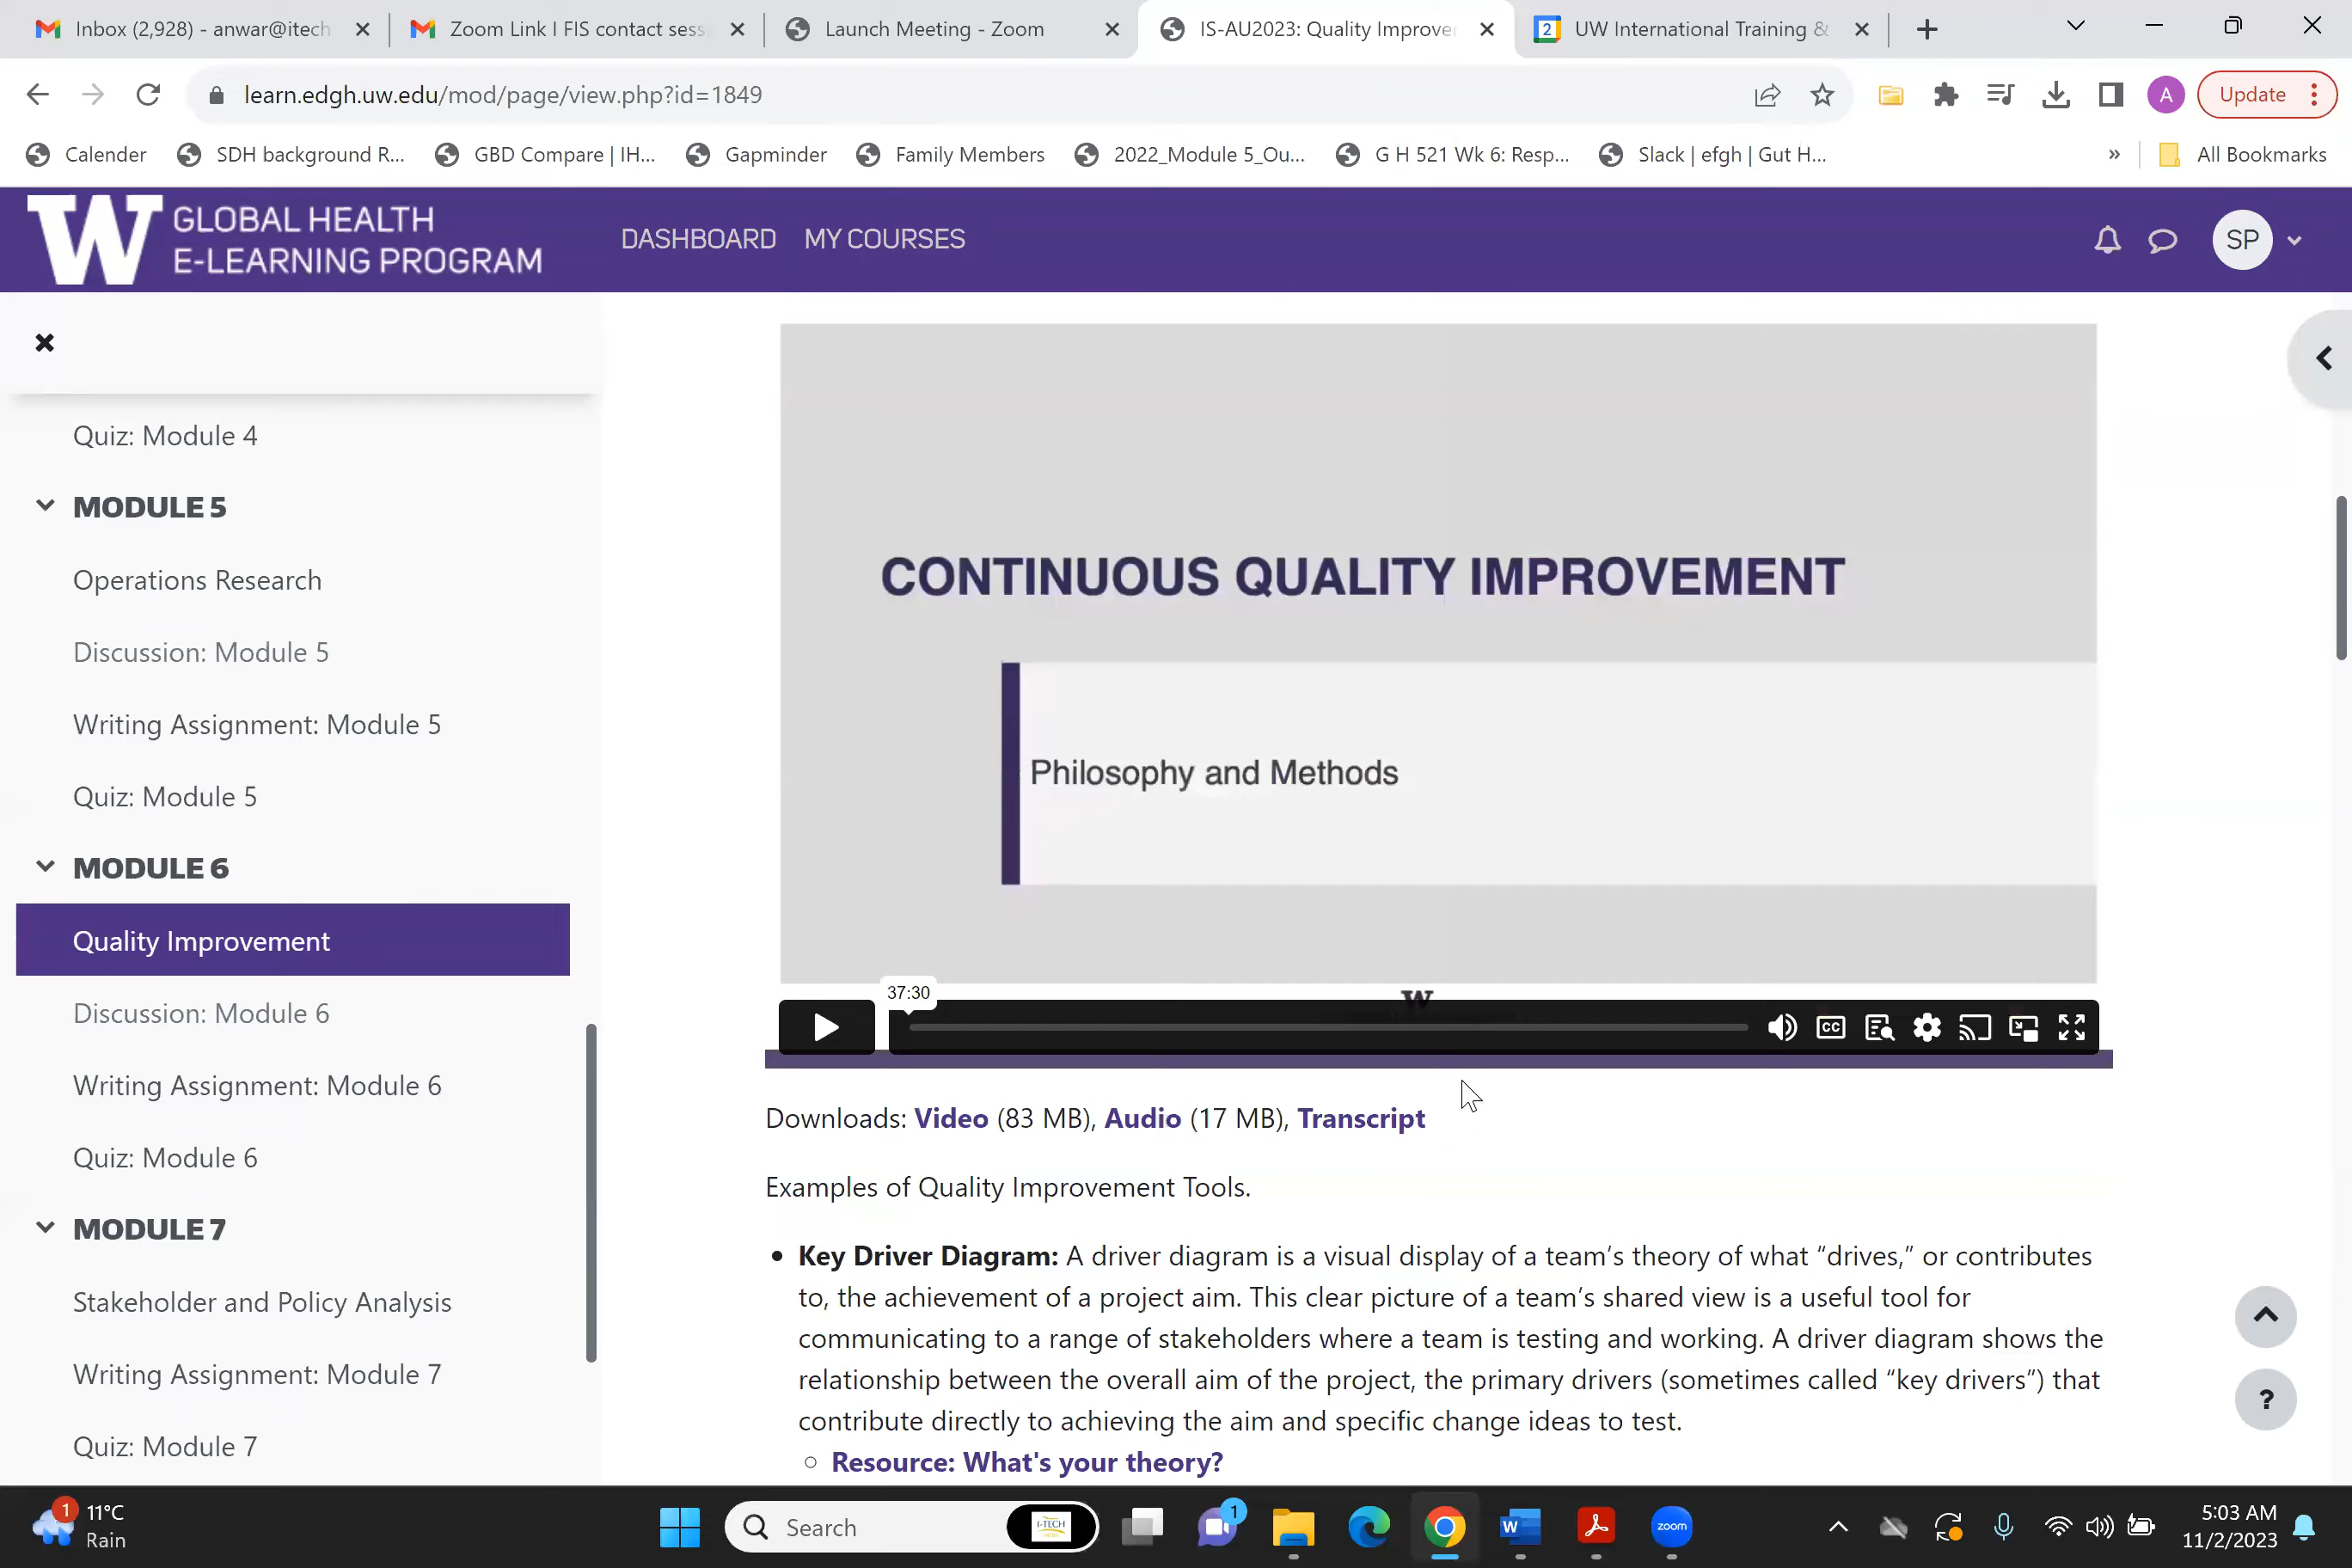 Inbox (2,928) - anwar@itech
Zoom Link I FIS contact sess
Launch Meeting - Zoom
IS-AU2023: Quality Improve
2
UW International Training &
learn.edgh.uw.edu/mod/page/view.php?id=1849
A
Update
Calender
SDH background R...
GBD Compare | IH...
Gapminder
Family Members
2022_Module 5_Ou...
G H 521 Wk 6: Resp...
Slack | efgh | Gut H...
»
All Bookmarks
W
GLOBAL HEALTH
E-LEARNING PROGRAM
DASHBOARD
MY COURSES
SP
Quiz: Module 4
MODULE 5
Operations Research
Discussion: Module 5
Writing Assignment: Module 5
Quiz: Module 5
MODULE 6
Quality Improvement
Discussion: Module 6
Writing Assignment: Module 6
Quiz: Module 6
MODULE 7
Stakeholder and Policy Analysis
Writing Assignment: Module 7
Quiz: Module 7
CONTINUOUS QUALITY IMPROVEMENT
Philosophy and Methods
W
37:30
CC
Downloads: Video (83 MB), Audio (17 MB), Transcript
Examples of Quality Improvement Tools.
• Key Driver Diagram: A driver diagram is a visual display of a team’s theory of what “drives,” or contributes
to, the achievement of a project aim. This clear picture of a team’s shared view is a useful tool for
communicating to a range of stakeholders where a team is testing and working. A driver diagram shows the
relationship between the overall aim of the project, the primary drivers (sometimes called “key drivers”) that
contribute directly to achieving the aim and specific change ideas to test.
○ Resource: What's your theory?
?
1
11°C
Rain
Search
I-TECH
1
W
zoom
5:03 AM
11/2/2023